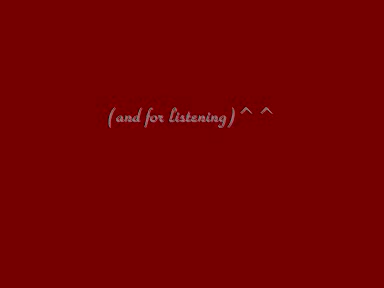 (and for listening) ^ ^